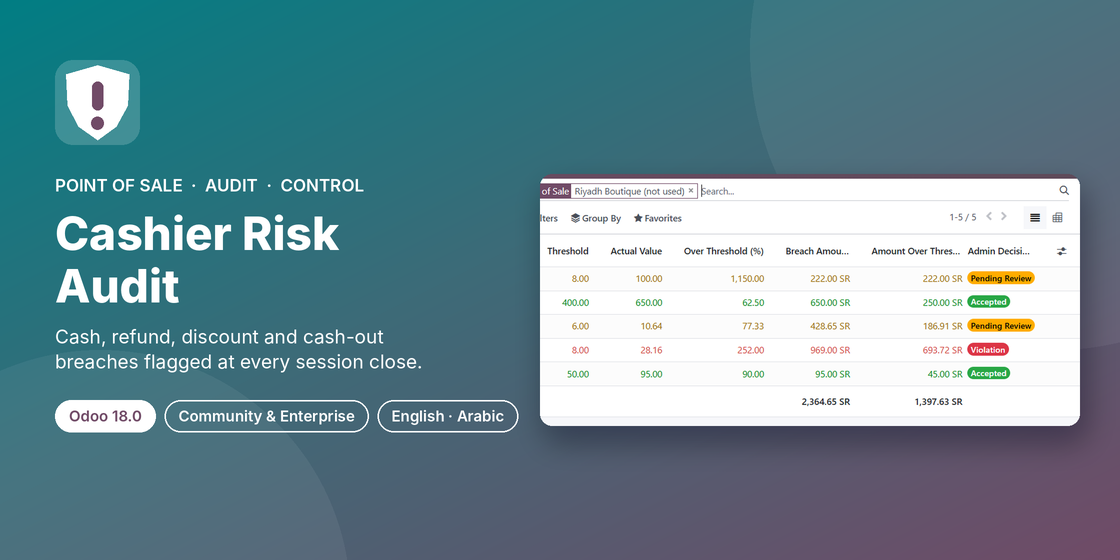 POINT OF SALE · AUDIT · CONTROL
Cashier Risk
Audit
Cash, refund, discount and cash-out
breaches flagged at every session close.
Odoo 18.0 Community & Enterprise English · Arabic
of Sale Riyadh Boutique (not used) × Search...
lters Group By Favorites 1-5 / 5
Threshold Actual Value Over Threshold (%) Breach Amou... Amount Over Thres... Admin Decisi...
8.00 100.00 1,150.00 222.00 SR 222.00 SR Pending Review
400.00 650.00 62.50 650.00 SR 250.00 SR Accepted
6.00 10.64 77.33 428.65 SR 186.91 SR Pending Review
8.00 28.16 252.00 969.00 SR 693.72 SR Violation
50.00 95.00 90.00 95.00 SR 45.00 SR Accepted
2,364.65 SR 1,397.63 SR